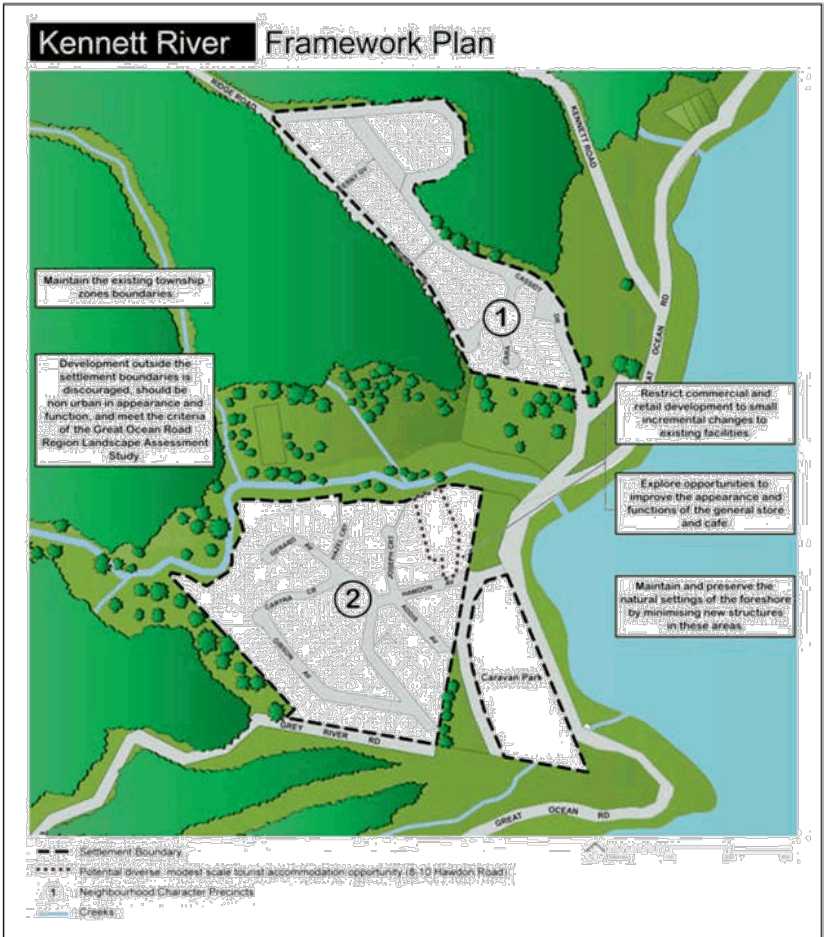 Kennett River Framework Plan
RIDGE ROAD
KENNETT ROAD
CASSIDY
DR
1
GREAT OCEAN RD
Maintain the existing township
zones boundaries.
Development outside the
settlement boundaries is
discouraged, should be
non urban in appearance and
function, and meet the criteria
of the Great Ocean Road
Region Landscape Assessment
Study.
Restrict commercial and
retail development to small
incremental changes to
existing facilities.
Explore opportunities to
improve the appearance and
functions of the general store
and cafe.
Maintain and preserve the
natural settings of the foreshore
by minimising new structures
in these areas.
CARTHA CR
HAWDON
AV
2
Caravan Park
GREY RIVER RD
GREAT OCEAN RD
Settlement Boundary
Potential diverse, modest scale tourist accommodation opportunity (8-10 Hawdon Road)
1 Neighbourhood Character Precincts
Creeks